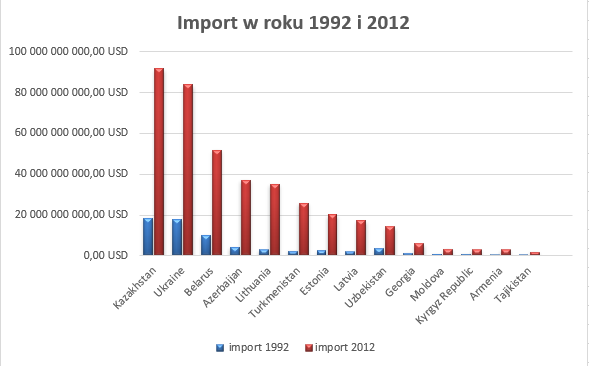 Import w roku 1992 i 2012
100 000 000 000,00 USD
80 000 000 000,00 USD
60 000 000 000,00 USD
40 000 000 000,00 USD
20 000 000 000,00 USD
0,00 USD
Kazakhstan
Ukraine
Belarus
Azerbaijan
Lithuania
Turkmenistan
Estonia
Latvia
Uzbekistan
Georgia
Moldova
Kyrgyz Republic
Armenia
Tajikistan
import 1992
import 2012